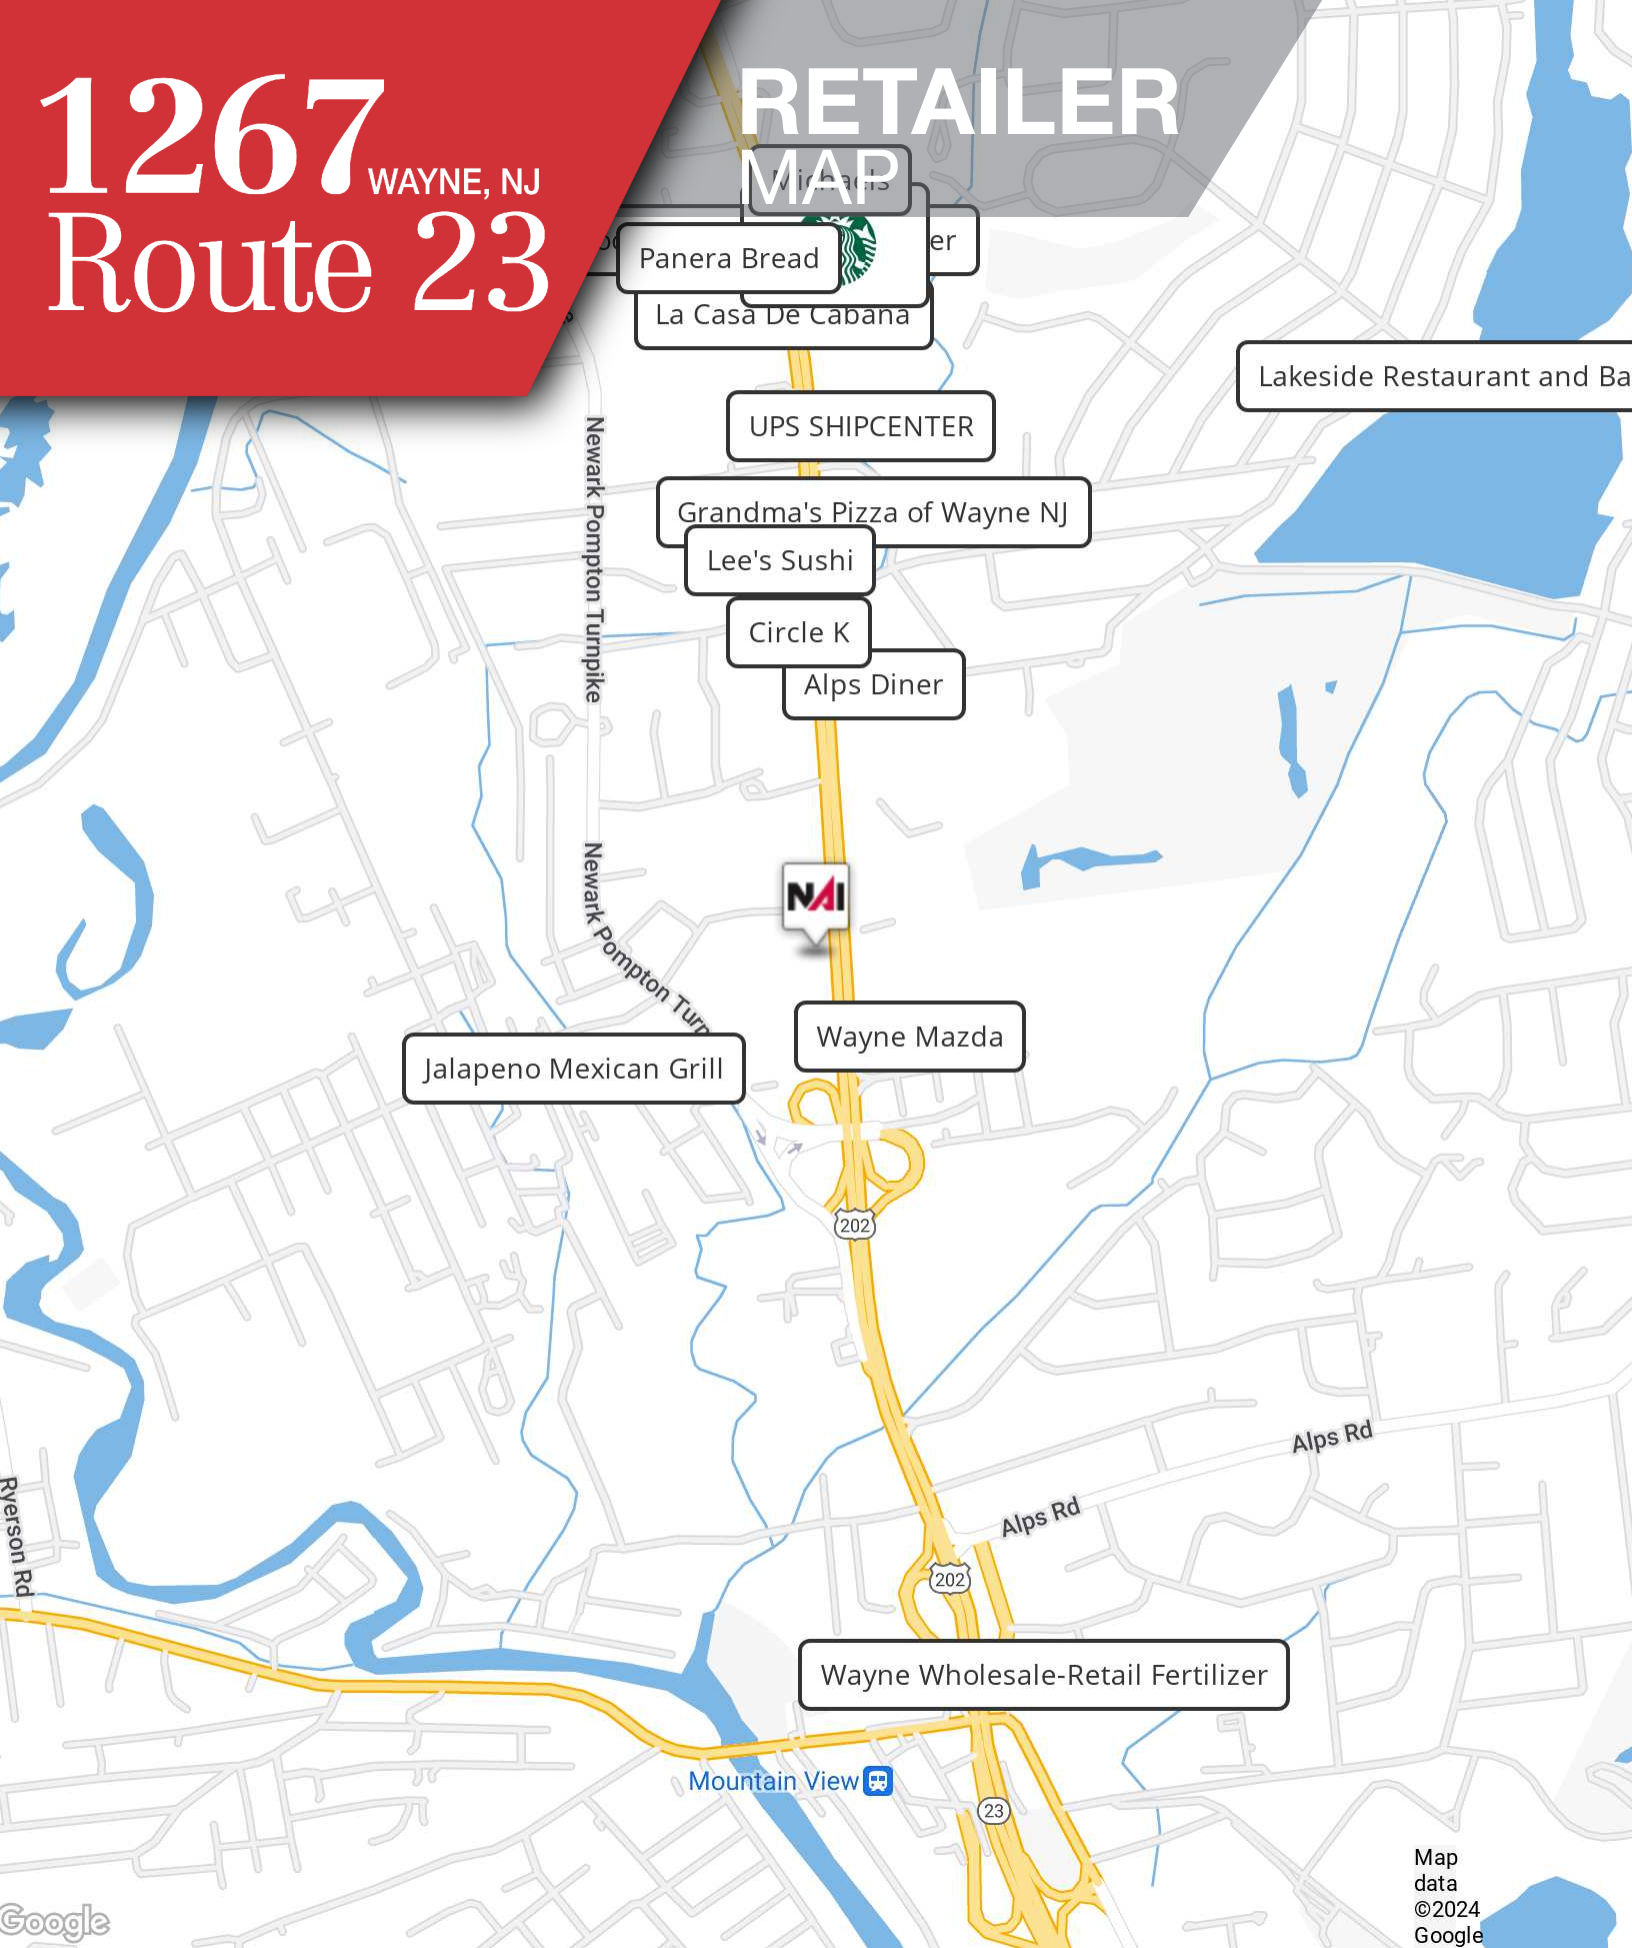 1267
WAYNE, NJ
Route 23
RETAILER
MAP
Michaels
er
Panera Bread
La Casa De Cabana
Lakeside Restaurant and Ba
UPS SHIPCENTER
Newark Pompton Turnpike
Grandma's Pizza of Wayne NJ
Lee's Sushi
Circle K
Alps Diner
NAI
Newark Pompton Turn
Wayne Mazda
Jalapeno Mexican Grill
202
Alps Rd
Alps Rd
Ryerson Rd
202
Wayne Wholesale-Retail Fertilizer
Mountain View
23
Map
data
©2024
Google
Google